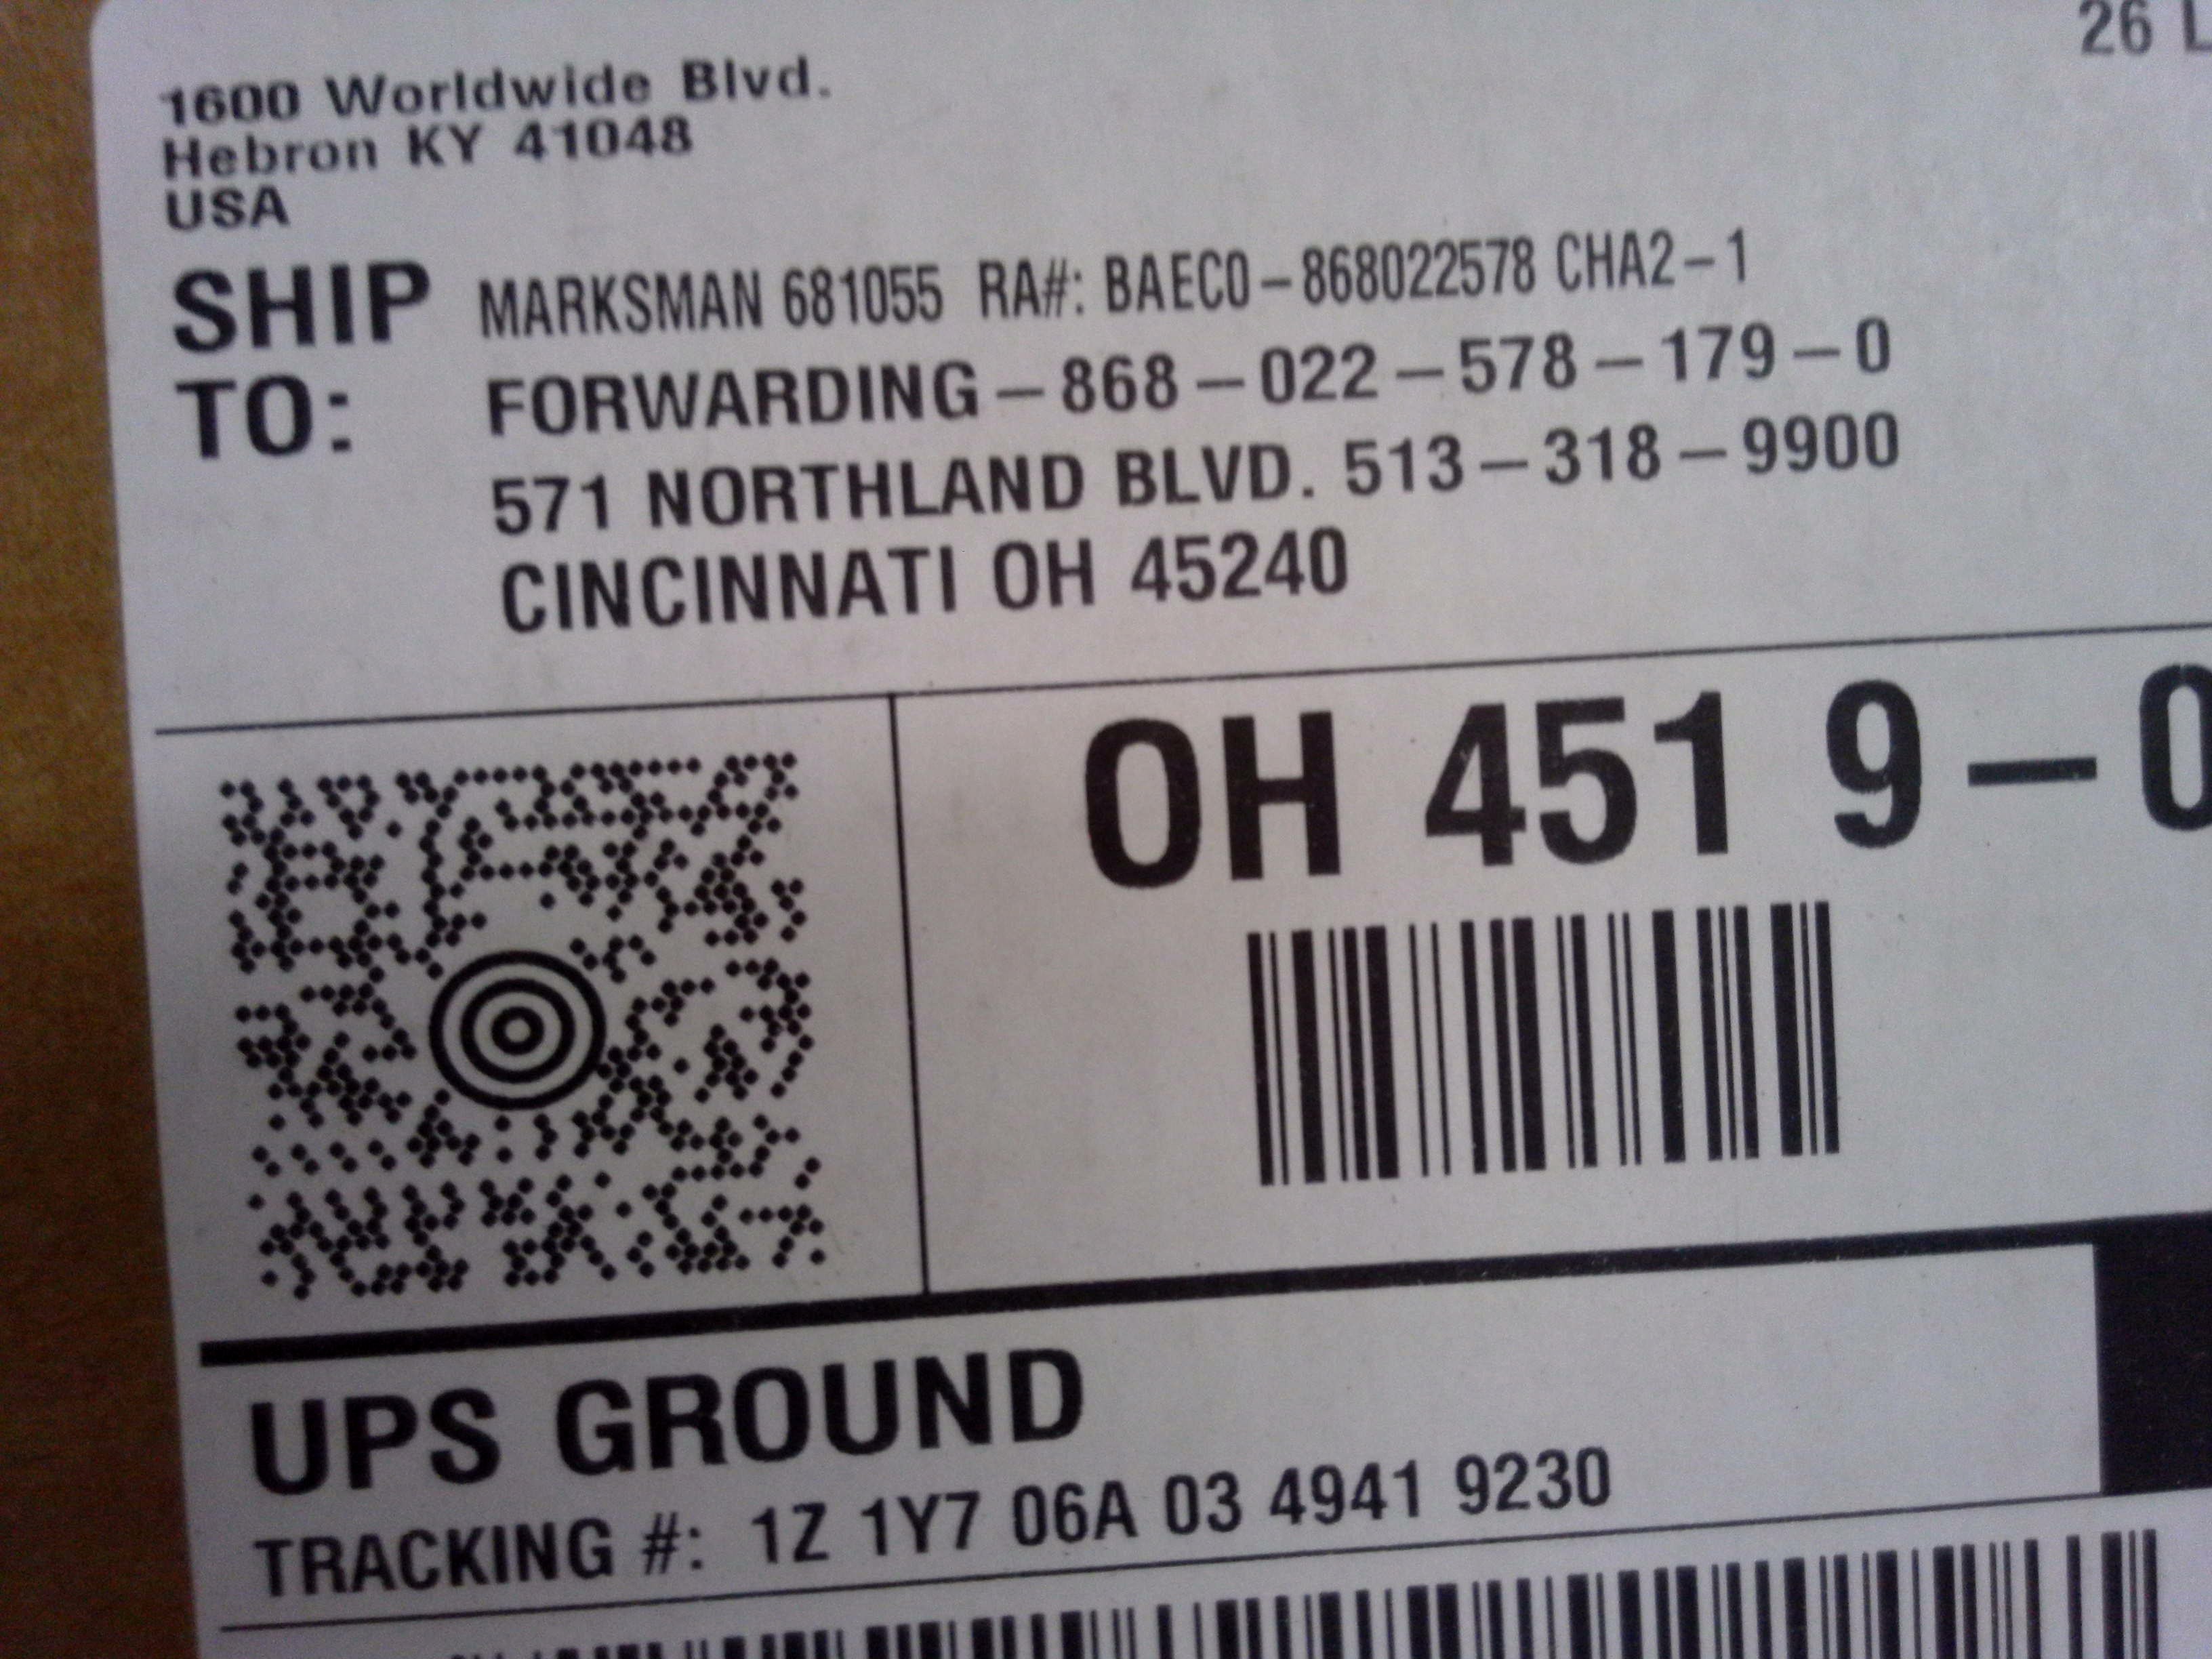 26 L
1600 Worldwide Blvd.
Hebron KY 41048
USA
SHIP TO:
MARKSMAN 681055 RA#: BAECO-868022578 CHA2-1
FORWARDING-868-022-578-179-0
571 NORTHLAND BLVD. 513-318-9900
CINCINNATI OH 45240
OH 451 9-0
UPS GROUND
TRACKING #: 1Z 1Y7 06A 03 4941 9230